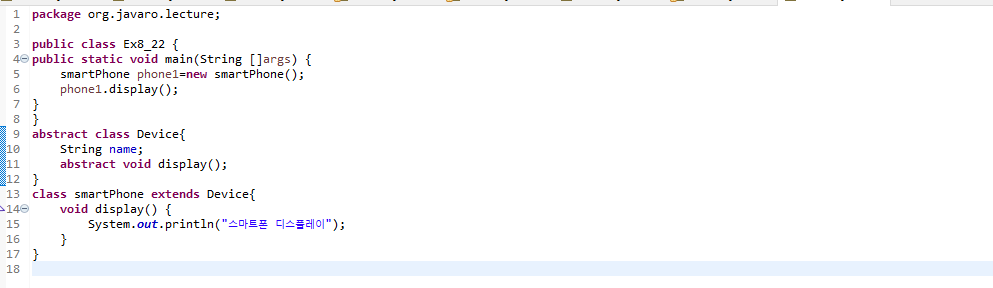 1 package org.javaro.lecture;
2
3 public class Ex8_22 {
4 public static void main(String []args) {
5     smartPhone phone1=new smartPhone();
6     phone1.display();
7 }
8 }
9 abstract class Device{
10     String name;
11     abstract void display();
12 }
13 class smartPhone extends Device{
14     void display() {
15         System.out.println("스마트폰 디스플레이");
16     }
17 }
18